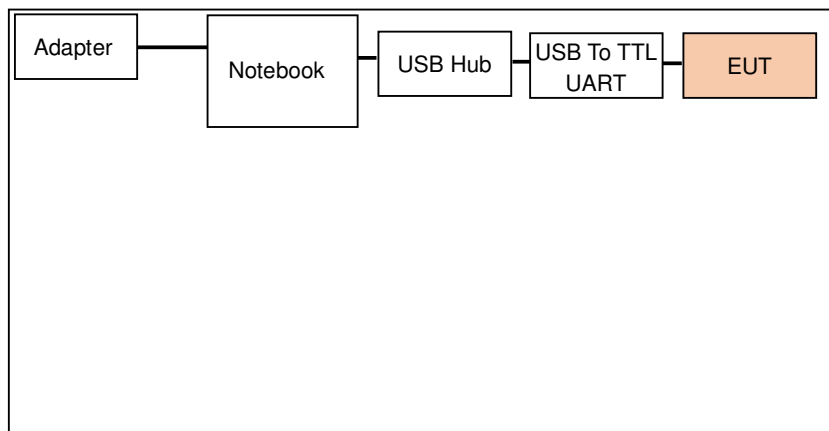 Adapter
Notebook
USB Hub
USB To TTL
UART
EUT